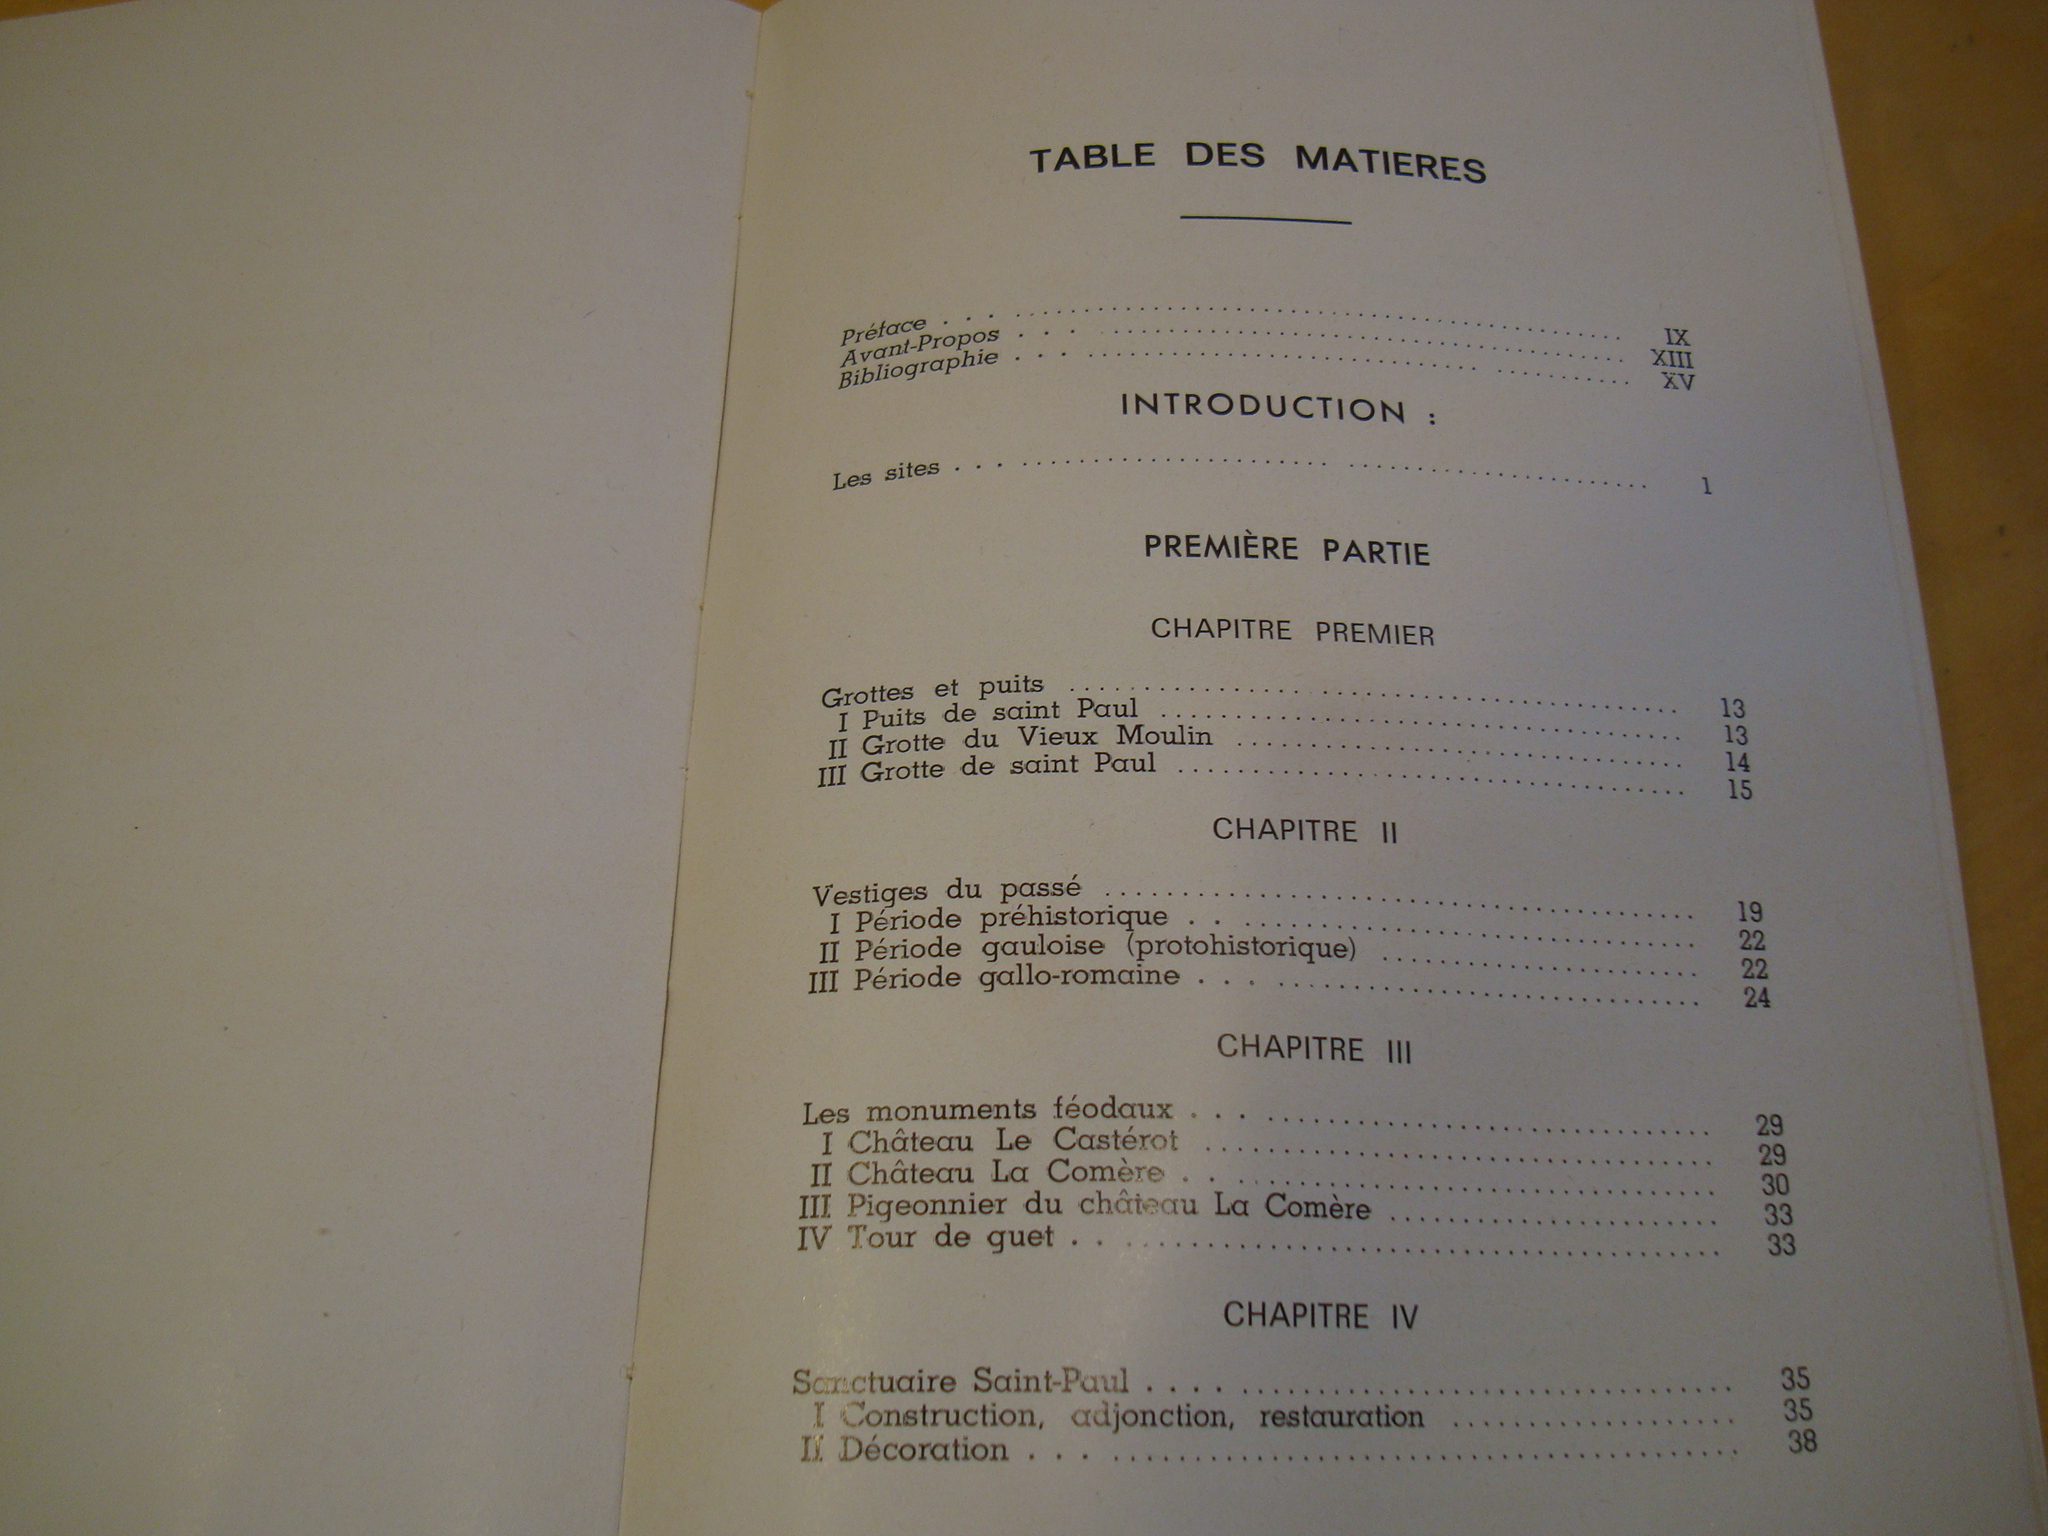 TABLE DES MATIERES
Préface . . . . . . . . . . . . . . . . . . . . IX
Avant-Propos . . . . . . . . . . . . . . . . . . . . XIII
Bibliographie . . . . . . . . . . . . . . . . . . . . XV
INTRODUCTION :
Les sites . . . . . . . . . . . . . . . . . . . . 1
PREMIÈRE PARTIE
CHAPITRE PREMIER
Grottes et puits . . . . . . . . . . . . . . . . . . . . 13
I Puits de saint Paul . . . . . . . . . . . . . . . . . . . . 13
II Grotte du Vieux Moulin . . . . . . . . . . . . . . . . . . . . 14
III Grotte de saint Paul . . . . . . . . . . . . . . . . . . . . 15
CHAPITRE II
Vestiges du passé . . . . . . . . . . . . . . . . . . . . 19
I Période préhistorique . . . . . . . . . . . . . . . . . . . . 22
II Période gauloise (protohistorique) . . . . . . . . . . . . . . . . . . . . 22
III Période gallo-romaine . . . . . . . . . . . . . . . . . . . . 24
CHAPITRE III
Les monuments féodaux . . . . . . . . . . . . . . . . . . . . 29
I Château Le Castérot . . . . . . . . . . . . . . . . . . . . 29
II Château La Comère . . . . . . . . . . . . . . . . . . . . 30
III Pigeonnier du château La Comère . . . . . . . . . . . . . . . . . . . . 33
IV Tour de guet . . . . . . . . . . . . . . . . . . . . 33
CHAPITRE IV
Sanctuaire Saint-Paul . . . . . . . . . . . . . . . . . . . . 35
I Construction, adjonction, restauration . . . . . . . . . . . . . . . . . . . . 35
II Décoration . . . . . . . . . . . . . . . . . . . . 38